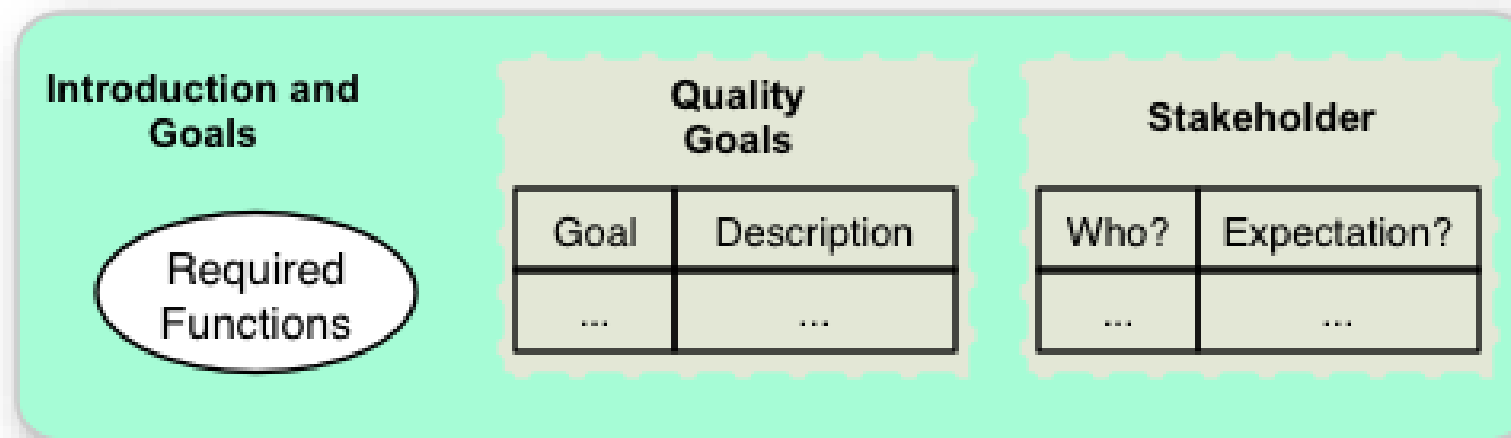 Introduction and
Goals
Required
Functions
Quality
Goals
Goal Description
... ...
Stakeholder
Who? Expectation?
... ...